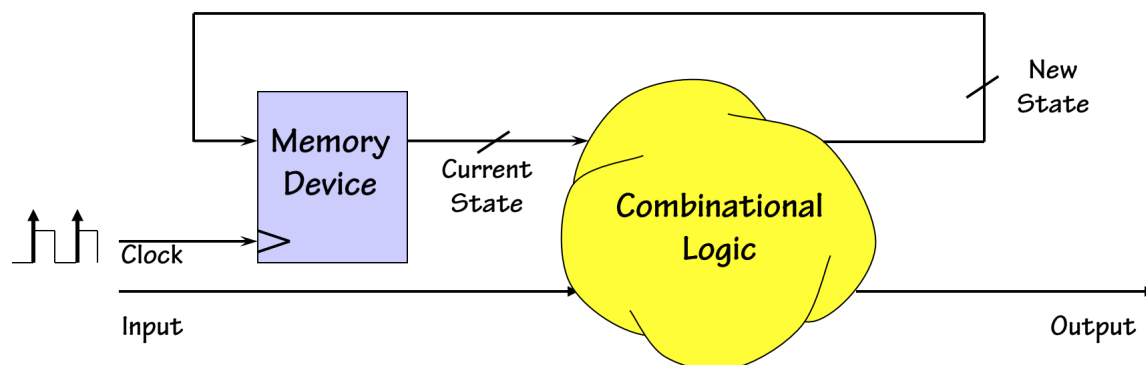 New
State
Memory
Device
Current
State
Combinational
Logic
Clock
Input
Output